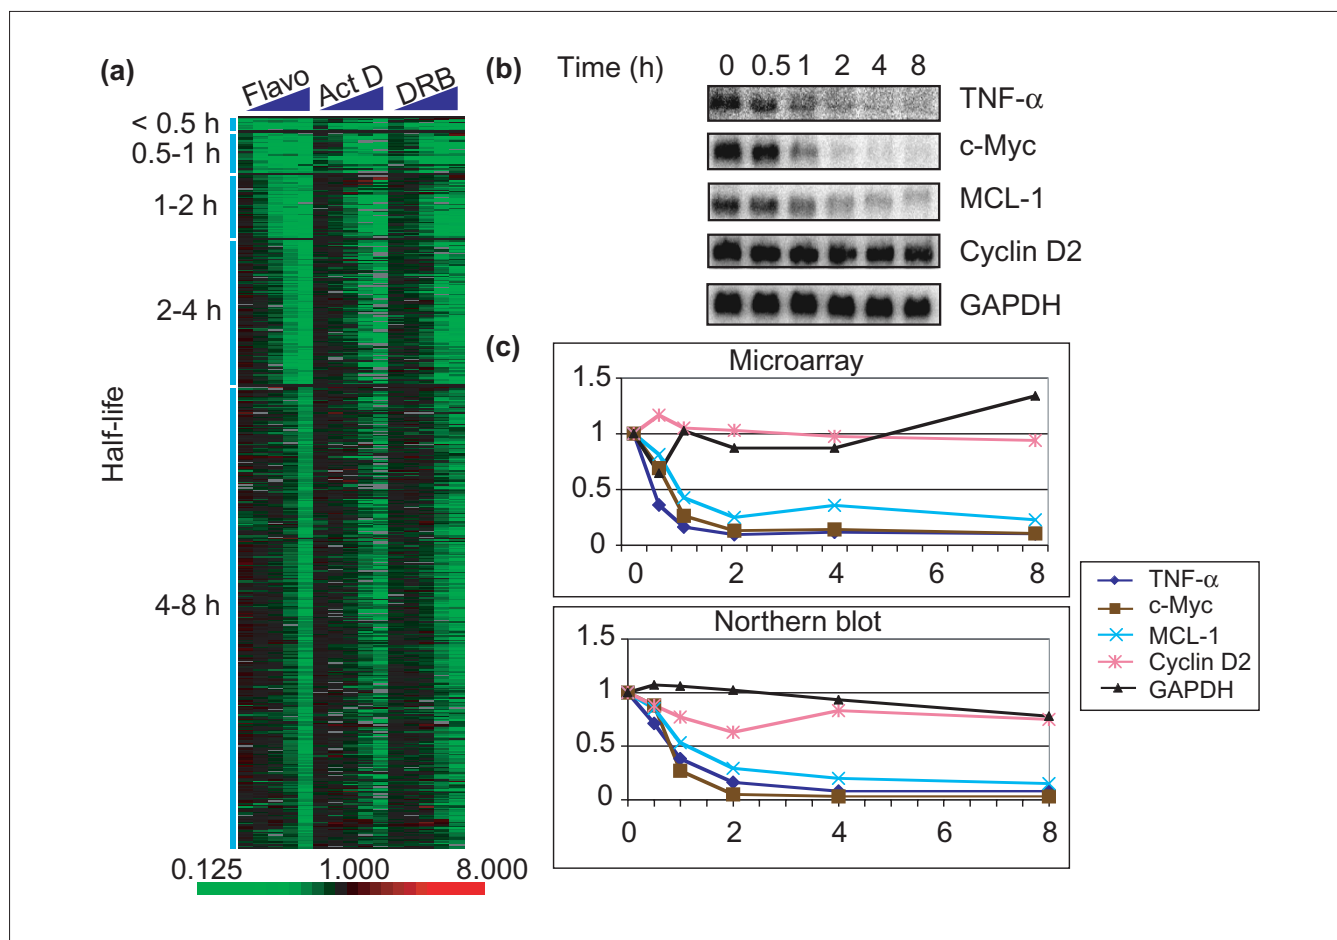 (a)
Flavo Act D DRB
< 0.5 h
0.5-1 h
1-2 h
2-4 h
4-8 h
Half-life
0.125 1.000 8.000
(b)
Time (h) 0 0.5 1 2 4 8
TNF-α
c-Myc
MCL-1
Cyclin D2
GAPDH
(c)
Microarray
1.5
1
0.5
0
0 2 4 6 8
Northern blot
1.5
1
0.5
0
0 2 4 6 8
TNF-α
c-Myc
MCL-1
Cyclin D2
GAPDH